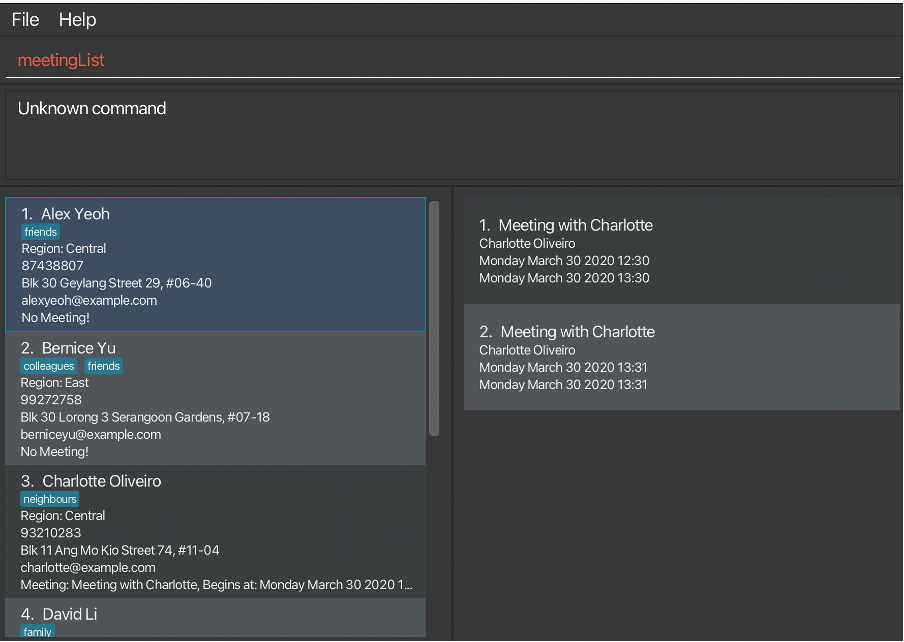 File Help
meetingList
Unknown command
1. Alex Yeoh
friends
Region: Central
87438807
Blk 30 Geylang Street 29, #06-40
alexyeoh@example.com
No Meeting!
2. Bernice Yu
colleagues friends
Region: East
99272758
Blk 30 Lorong 3 Serangoon Gardens, #07-18
berniceyu@example.com
No Meeting!
3. Charlotte Oliveiro
neighbours
Region: Central
93210283
Blk 11 Ang Mo Kio Street 74, #11-04
charlotte@example.com
Meeting: Meeting with Charlotte, Begins at: Monday March 30 2020 1...
4. David Li
family
1. Meeting with Charlotte
Charlotte Oliveiro
Monday March 30 2020 12:30
Monday March 30 2020 13:30
2. Meeting with Charlotte
Charlotte Oliveiro
Monday March 30 2020 13:31
Monday March 30 2020 13:31